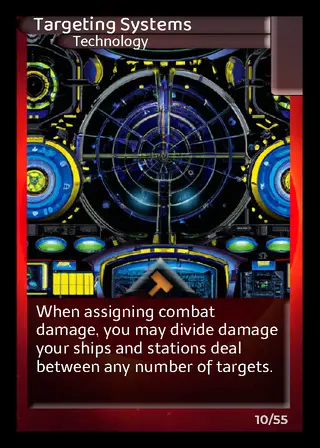 Targeting Systems
Technology
When assigning combat
damage, you may divide damage
your ships and stations deal
between any number of targets.
10/55